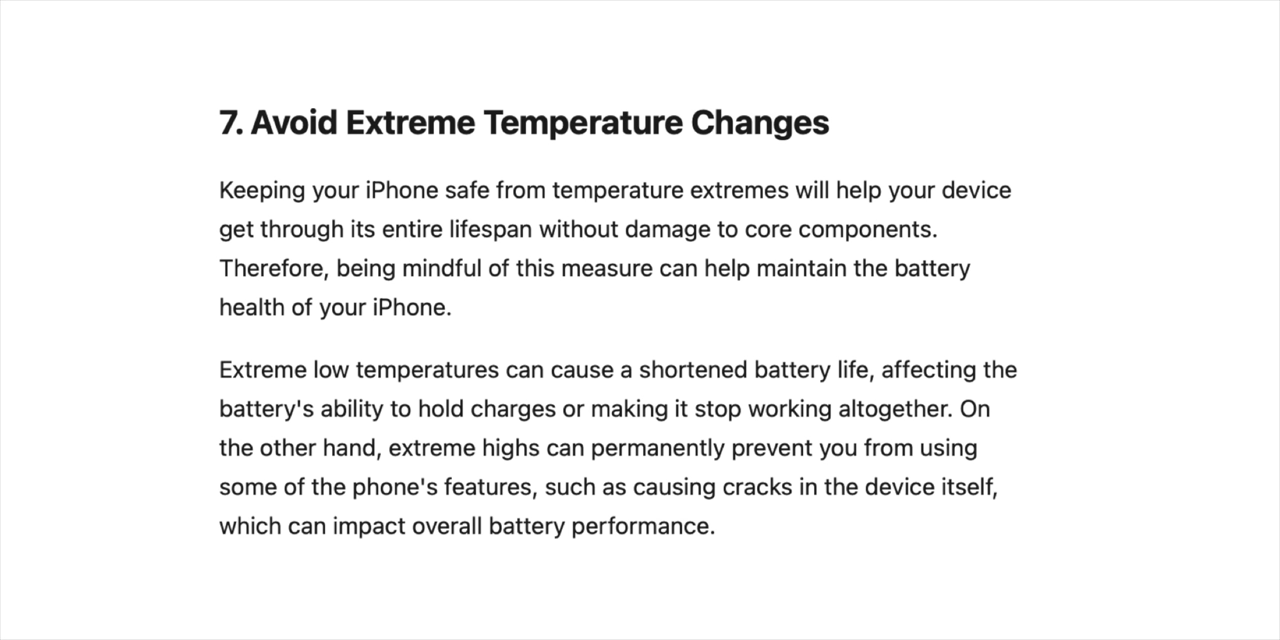 7. Avoid Extreme Temperature Changes
Keeping your iPhone safe from temperature extremes will help your device
get through its entire lifespan without damage to core components.
Therefore, being mindful of this measure can help maintain the battery
health of your iPhone.
Extreme low temperatures can cause a shortened battery life, affecting the
battery's ability to hold charges or making it stop working altogether. On
the other hand, extreme highs can permanently prevent you from using
some of the phone's features, such as causing cracks in the device itself,
which can impact overall battery performance.